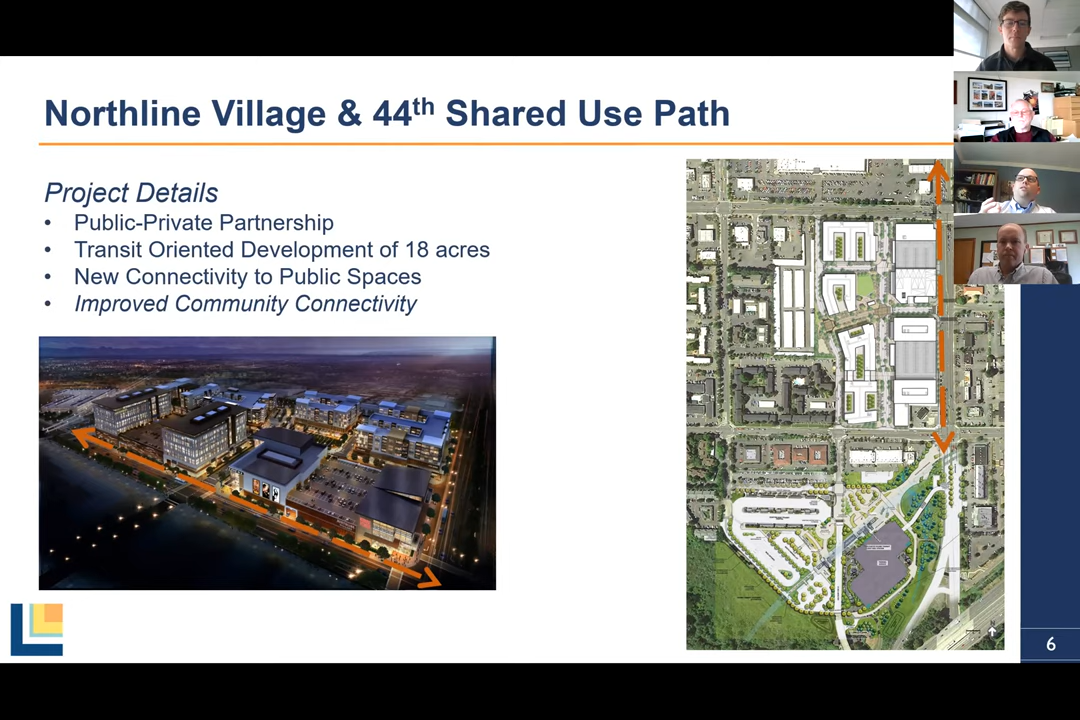 Northline Village & 44th Shared Use Path
Project Details
• Public-Private Partnership
• Transit Oriented Development of 18 acres
• New Connectivity to Public Spaces
• Improved Community Connectivity
6